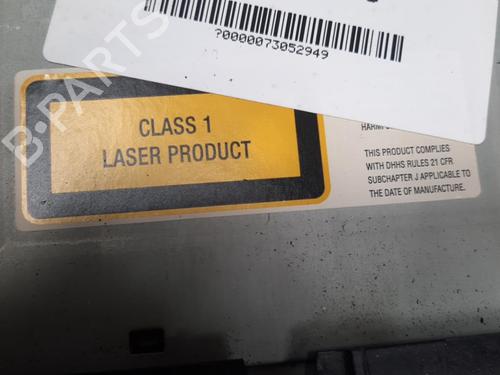 ?0000073052949
CLASS 1
LASER PRODUCT
THIS PRODUCT COMPLIES
WITH DHHS RULES 21 CFR
SUBCHAPTER J APPLICABLE TO
THE DATE OF MANUFACTURE.
B-PARTS